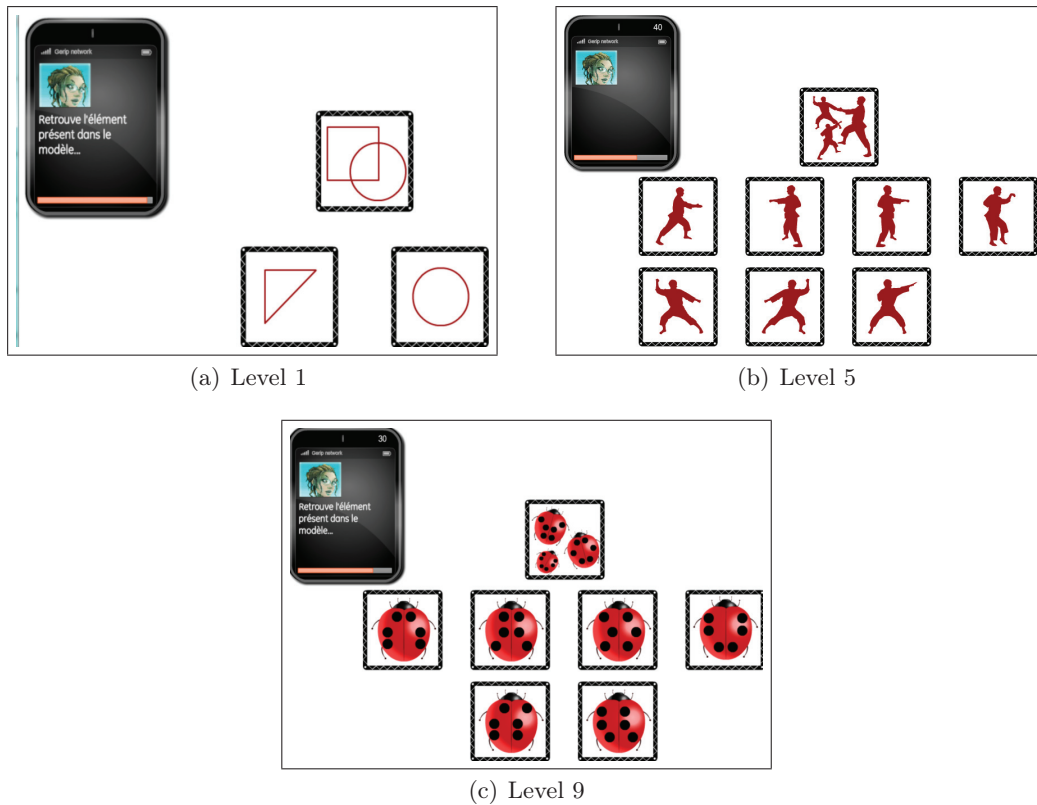 Gerip network
Retrouve l'élément
présent dans le
modèle...
40
Gerip network
(a) Level 1
(b) Level 5
30
Gerip network
Retrouve l'élément
présent dans le
modèle...
(c) Level 9